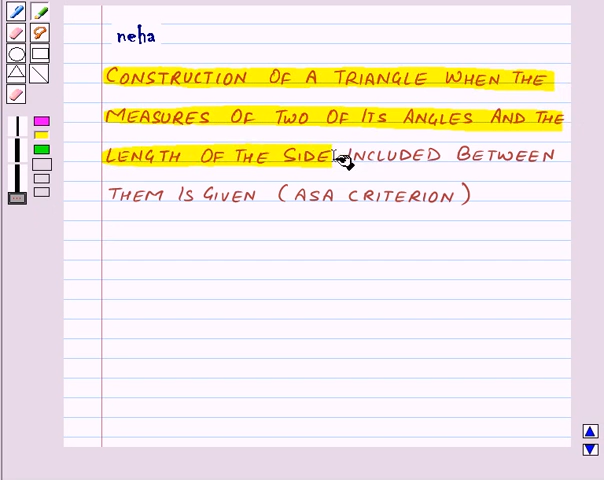 neha
CONSTRUCTION OF A TRIANGLE WHEN THE
MEASURES OF TWO OF ITS ANGLES AND THE
LENGTH OF THE SIDE INCLUDED BETWEEN
THEM IS GIVEN (ASA CRITERION)